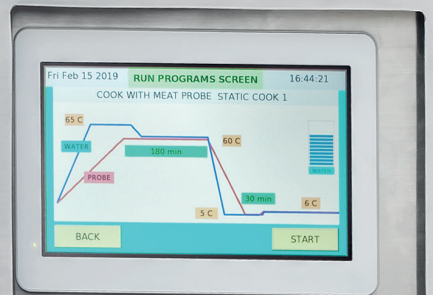 Fri Feb 15 2019 RUN PROGRAMS SCREEN 16:44:21
COOK WITH MEAT PROBE STATIC COOK 1
65 C
WATER
60 C
180 min
WATER
PROBE
30 min
6 C
5 C
BACK START